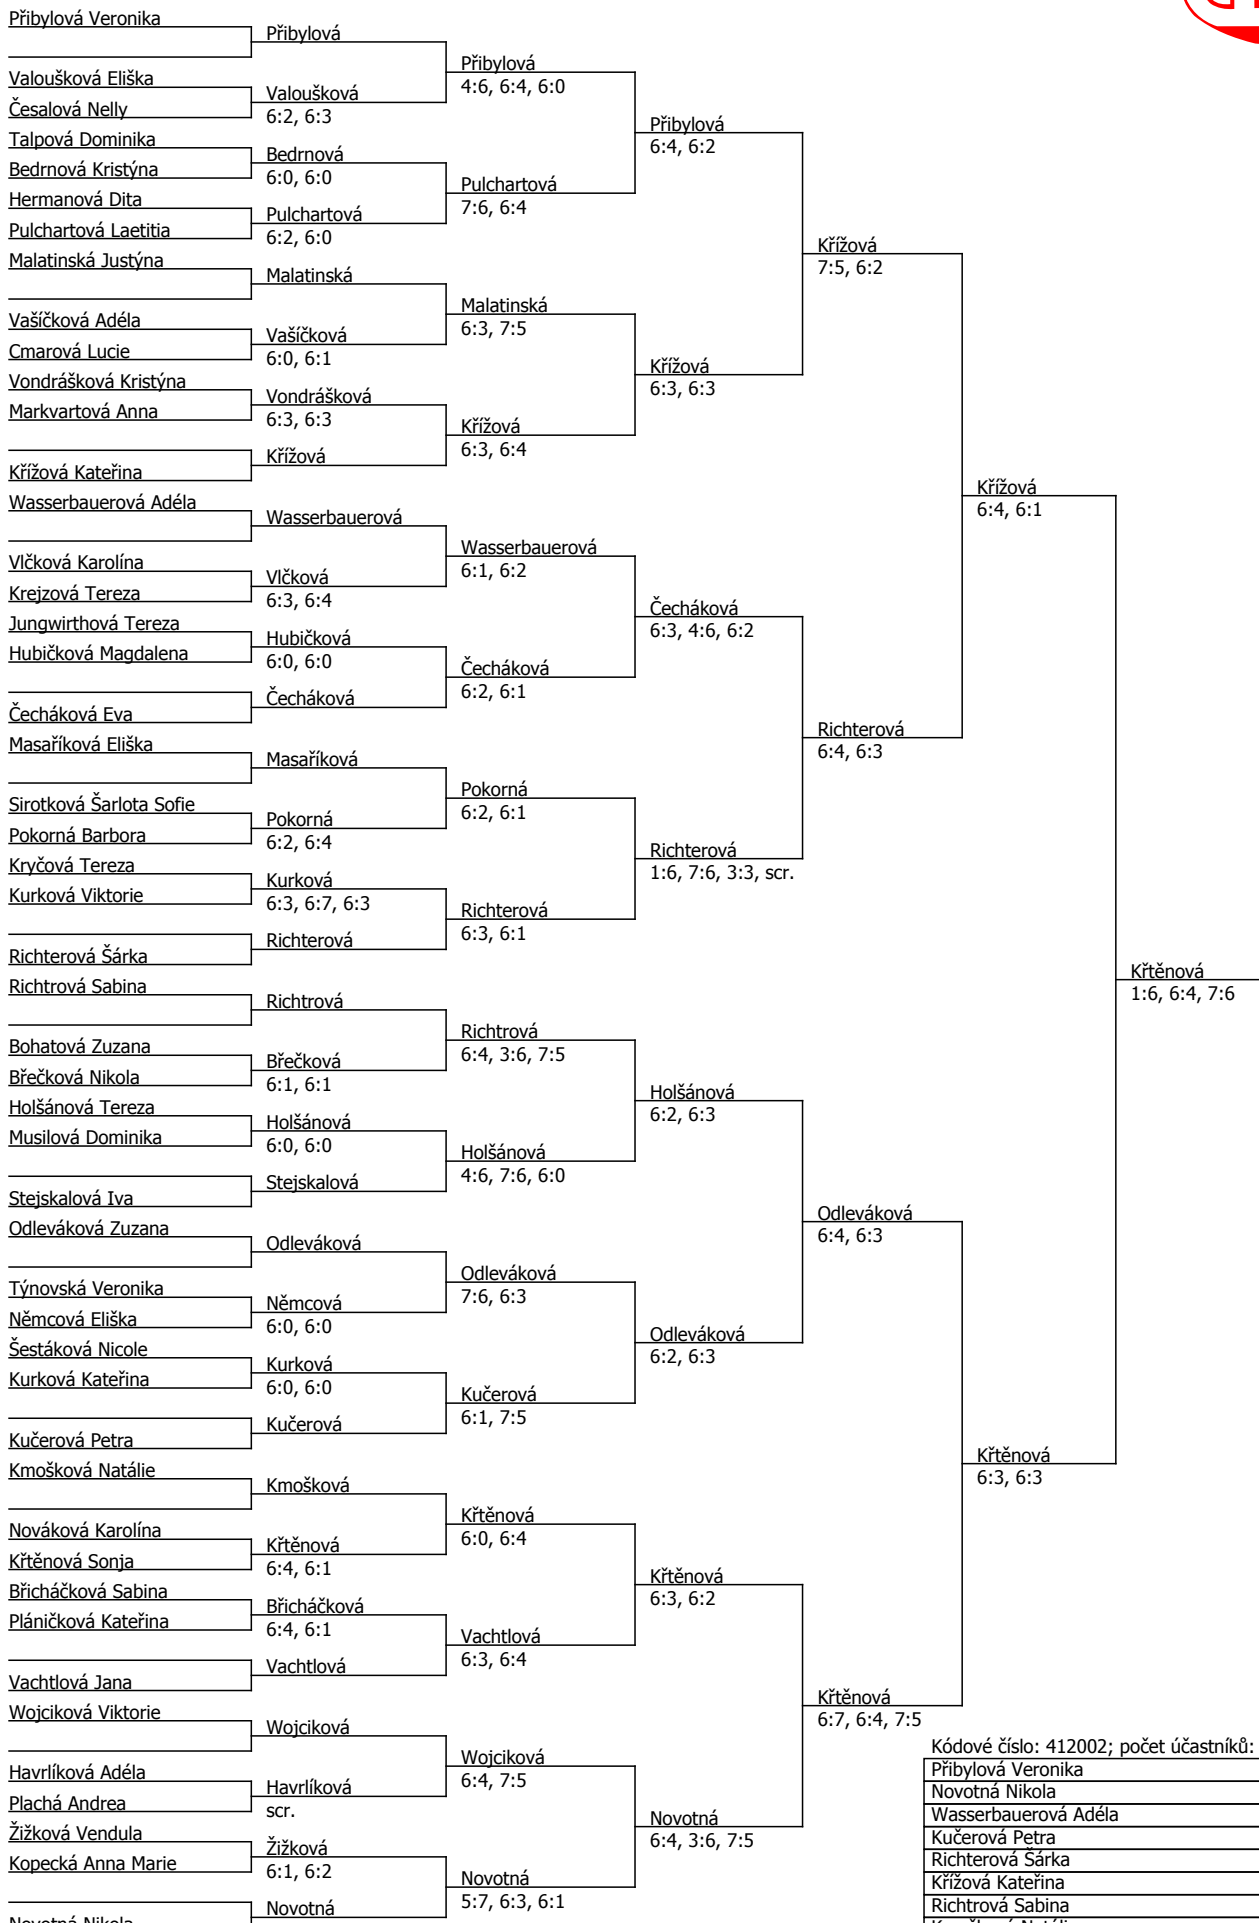 Přibylová Veronika
Valoušková Eliška
Česalová Nelly
Talpová Dominika
Bedrnová Kristýna
Hermanová Dita
Pulchartová Laetitia
Malatinská Justýna
Vašíčková Adéla
Cmarová Lucie
Vondrášková Kristýna
Markvartová Anna
Křížová Kateřina
Wasserbauerová Adéla
Vlčková Karolína
Krejzová Tereza
Jungwirthová Tereza
Hubičková Magdalena
Čecháková Eva
Masaříková Eliška
Sirotková Šarlota Sofie
Pokorná Barbora
Kryčová Tereza
Kurková Viktorie
Richterová Šárka
Richtrová Sabina
Bohatová Zuzana
Břečková Nikola
Holšánová Tereza
Musilová Dominika
Stejskalová Iva
Odleváková Zuzana
Týnovská Veronika
Němcová Eliška
Šestáková Nicole
Kurková Kateřina
Kučerová Petra
Kmošková Natálie
Nováková Karolína
Křtěnová Sonja
Břicháčková Sabina
Pláničková Kateřina
Vachtlová Jana
Wojciková Viktorie
Havrlíková Adéla
Plachá Andrea
Žižková Vendula
Kopecká Anna Marie
Novotná Nikola
Přibylová
Valoušková
6:2, 6:3
Bedrnová
6:0, 6:0
Pulchartová
6:2, 6:0
Malatinská
Vašíčková
6:0, 6:1
Vondrášková
6:3, 6:3
Křížová
Wasserbauerová
Vlčková
6:3, 6:4
Hubičková
6:0, 6:0
Čecháková
Masaříková
Pokorná
6:2, 6:4
Kurková
6:3, 6:7, 6:3
Richterová
Richtrová
Břečková
6:1, 6:1
Holšánová
6:0, 6:0
Stejskalová
Odleváková
Němcová
6:0, 6:0
Kurková
6:0, 6:0
Kučerová
Kmošková
Křtěnová
6:4, 6:1
Břicháčková
6:4, 6:1
Vachtlová
Wojciková
Havrlíková
scr.
Žižková
6:1, 6:2
Novotná
Přibylová
4:6, 6:4, 6:0
Pulchartová
7:6, 6:4
Malatinská
6:3, 7:5
Křížová
6:3, 6:4
Wasserbauerová
6:1, 6:2
Čecháková
6:2, 6:1
Pokorná
6:2, 6:1
Richterová
6:3, 6:1
Richtrová
6:4, 3:6, 7:5
Holšánová
4:6, 7:6, 6:0
Odleváková
7:6, 6:3
Kučerová
6:1, 7:5
Křtěnová
6:0, 6:4
Vachtlová
6:3, 6:4
Wojciková
6:4, 7:5
Novotná
5:7, 6:3, 6:1
Přibylová
6:4, 6:2
Křížová
6:3, 6:3
Čecháková
6:3, 4:6, 6:2
Richterová
1:6, 7:6, 3:3, scr.
Holšánová
6:2, 6:3
Odleváková
6:2, 6:3
Křtěnová
6:3, 6:2
Novotná
6:4, 3:6, 7:5
Křížová
7:5, 6:2
Richterová
6:4, 6:3
Odleváková
6:4, 6:3
Křtěnová
6:7, 6:4, 7:5
Křížová
6:4, 6:1
Křtěnová
6:3, 6:3
Křtěnová
1:6, 6:4, 7:6
Kódové číslo: 412002; počet účastníků:
Přibylová Veronika
Novotná Nikola
Wasserbauerová Adéla
Kučerová Petra
Richterová Šárka
Křížová Kateřina
Richtrová Sabina
Kmošková Natálie